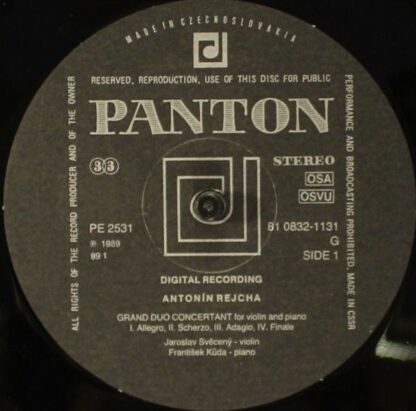 MADE IN CZECHOSLOVAKIA
RESERVED, REPRODUCTION, USE OF THIS DISC FOR PUBLIC
PERFORMANCE AND BROADCASTING PROHIBITED, MADE IN CSSR
ALL RIGHTS OF THE RECORD PRODUCER AND OF THE OWNER
PANTON
33
STEREO
OSA
OSVU
PE 2531
℗ 1989
89 1
81 0832-1131
G
SIDE 1
DIGITAL RECORDING
ANTONÍN REJCHA
GRAND DUO CONCERTANT for violin and piano
I. Allegro, II. Scherzo, III. Adagio, IV. Finale
Jaroslav Svěcený - violin
František Kůda - piano